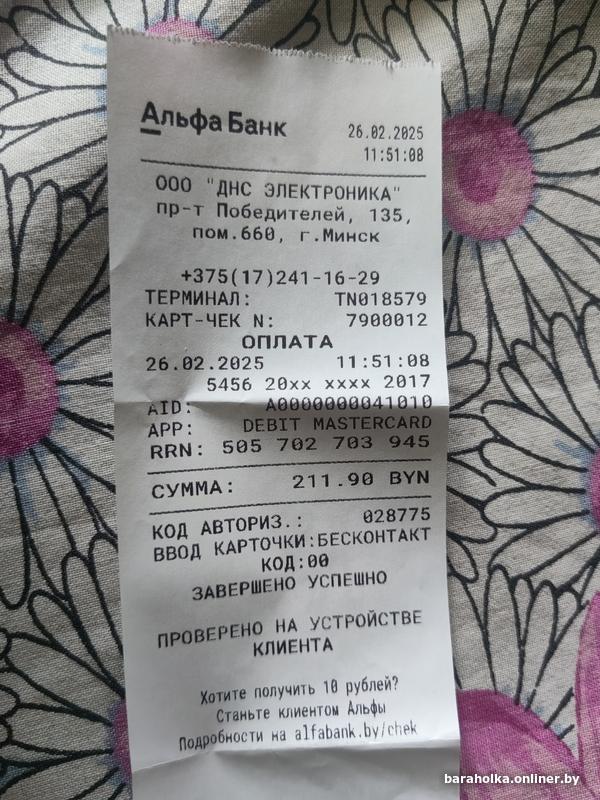 Альфа Банк
26.02.2025
11:51:08
ООО "ДНС ЭЛЕКТРОНИКА"
пр-т Победителей, 135,
пом.660, г.Минск
+375(17)241-16-29
ТЕРМИНАЛ: TN018579
КАРТ-ЧЕК N: 7900012
ОПЛАТА
26.02.2025 11:51:08
5456 20xx xxxx 2017
AID: A0000000041010
APP: DEBIT MASTERCARD
RRN: 505 702 703 945
СУММА: 211.90 BYN
КОД АВТОРИЗ.: 028775
ВВОД КАРТОЧКИ:БЕСКОНТАКТ
КОД:00
ЗАВЕРШЕНО УСПЕШНО
ПРОВЕРЕНО НА УСТРОЙСТВЕ
КЛИЕНТА
Хотите получить 10 рублей?
Станьте клиентом Альфы
Подробности на alfabank.by/chek
baraholka.onliner.by